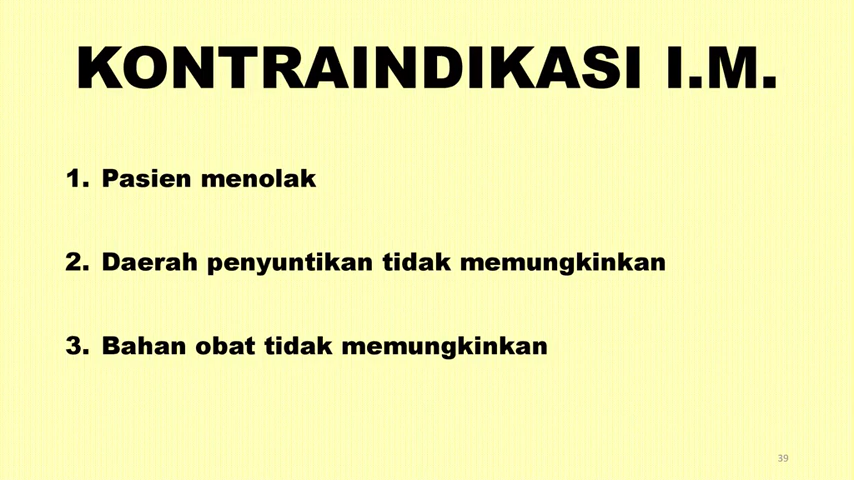 KONTRAINDIKASI I.M.
1. Pasien menolak
2. Daerah penyuntikan tidak memungkinkan
3. Bahan obat tidak memungkinkan
39